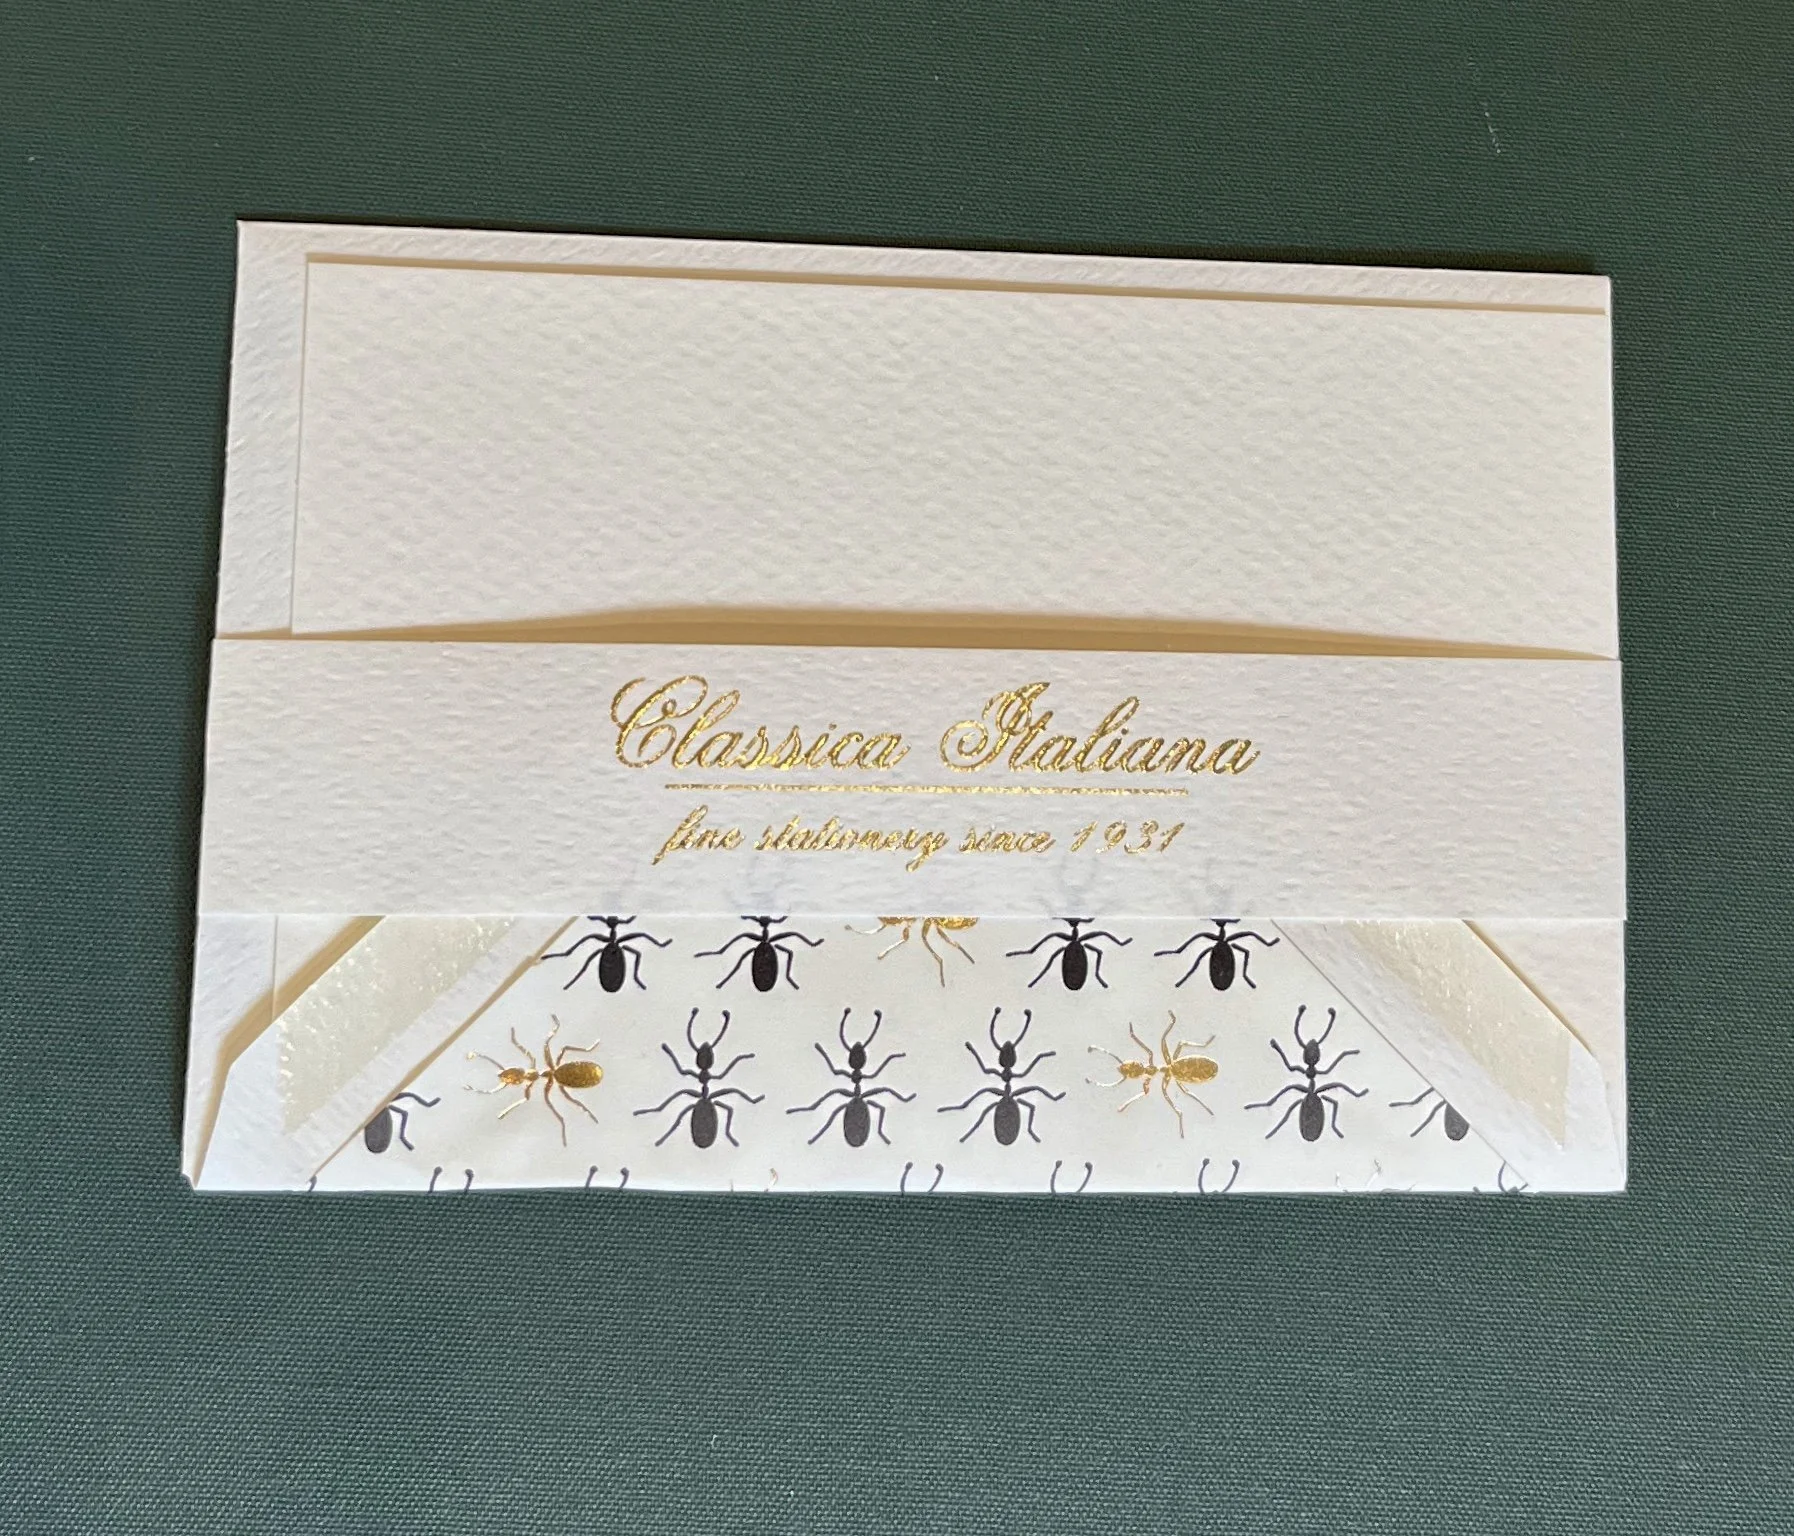 Classica Italiana
fine stationery since 1931